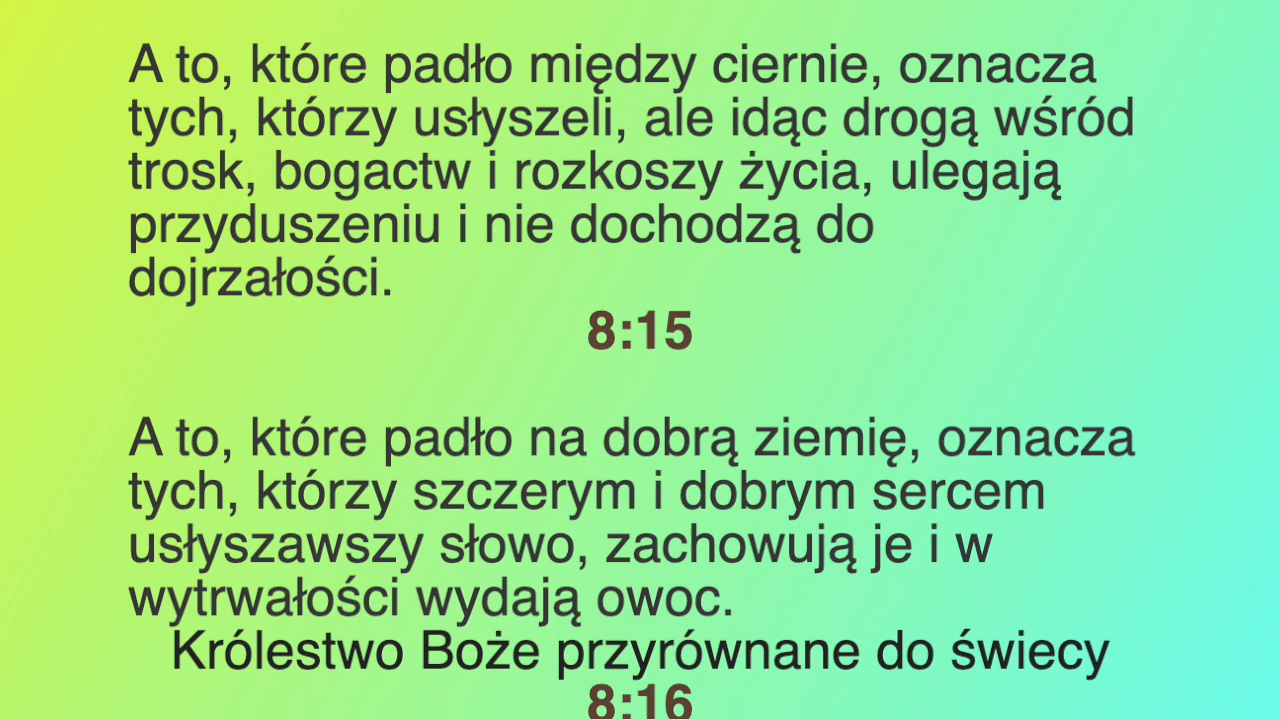 A to, które padło między ciernie, oznacza
tych, którzy usłyszeli, ale idąc drogą wśród
trosk, bogactw i rozkoszy życia, ulegają
przyduszeniu i nie dochodzą do
dojrzałości.
8:15
A to, które padło na dobrą ziemię, oznacza
tych, którzy szczerym i dobrym sercem
usłyszawszy słowo, zachowują je i w
wytrwałości wydają owoc.
Królestwo Boże przyrównane do świecy
8:16